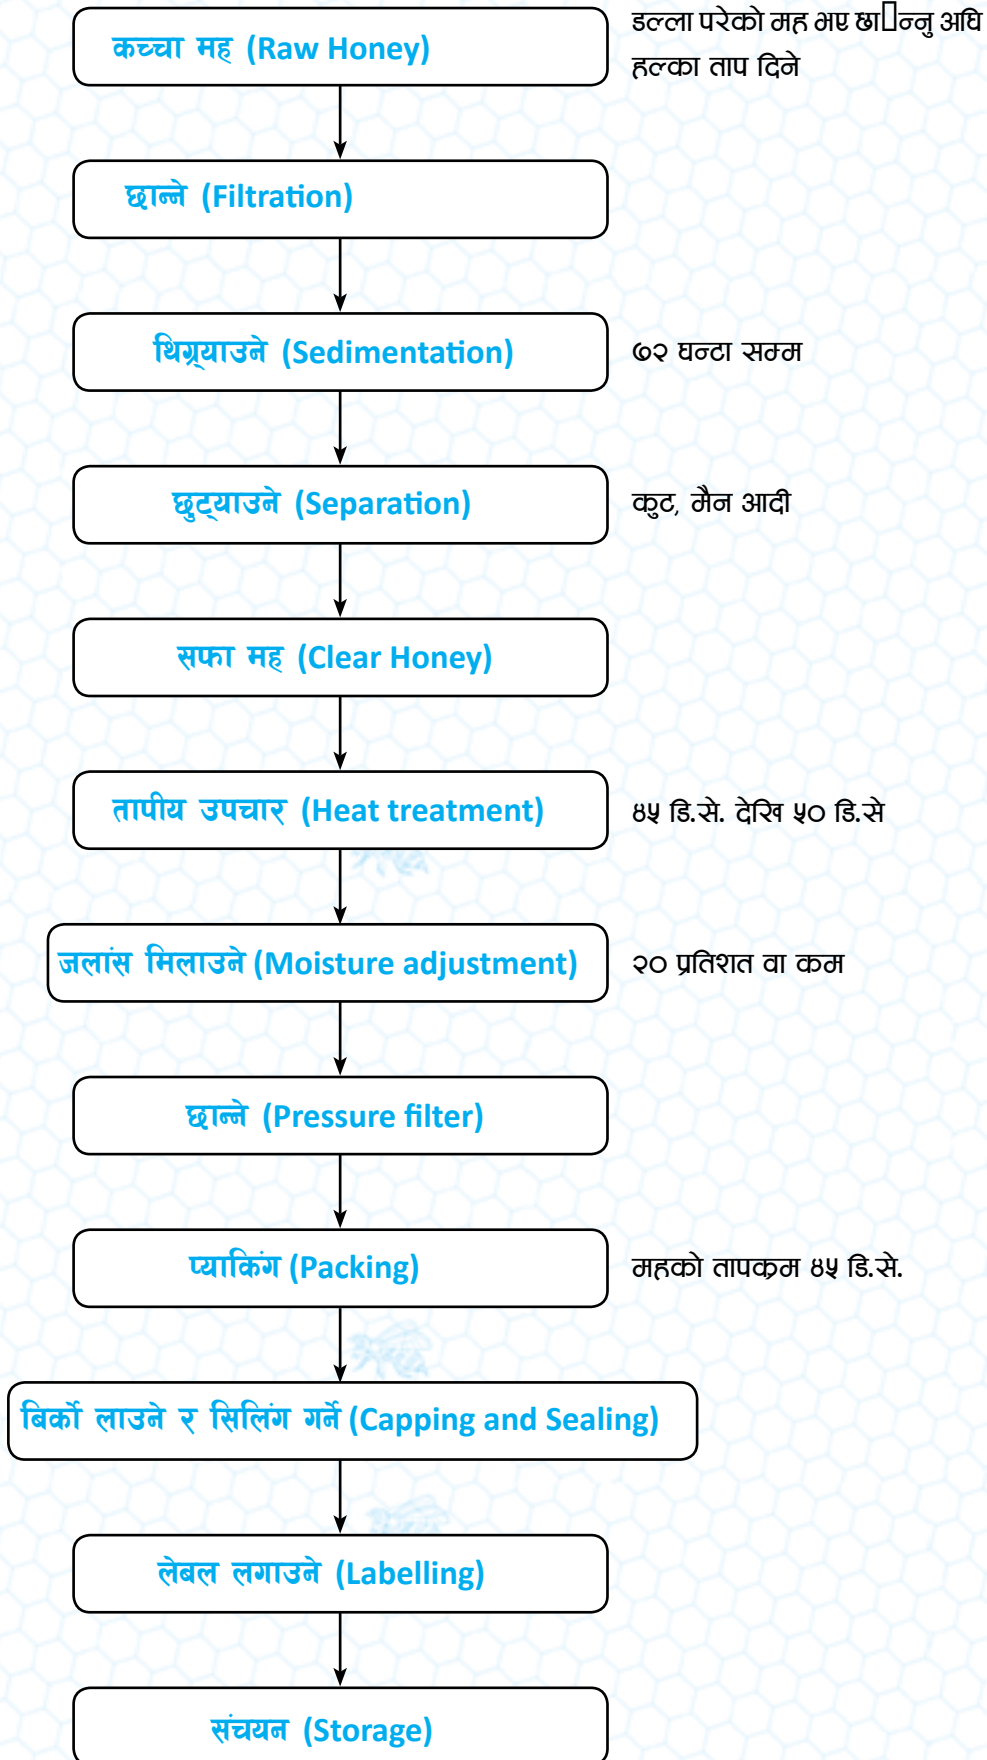 कच्चा मह (Raw Honey)
डल्ला परेको मह भए अघि
हल्का ताप दिने
छान्ने (Filtration)
थिग्र्याउने (Sedimentation)
७२ घन्टा सम्म
छुट्याउने (Separation)
कुट, मैन आदी
सफा मह (Clear Honey)
तापीय उपचार (Heat treatment)
४५ डि.से. देखि ५० डि.से
जलांस मिलाउने (Moisture adjustment)
२० प्रतिशत वा कम
छान्ने (Pressure filter)
प्याकिंग (Packing)
महको तापक्रम ४५ डि.से.
बिर्को लाउने र सिलिंग गर्ने (Capping and Sealing)
लेबल लगाउने (Labelling)
संचयन (Storage)